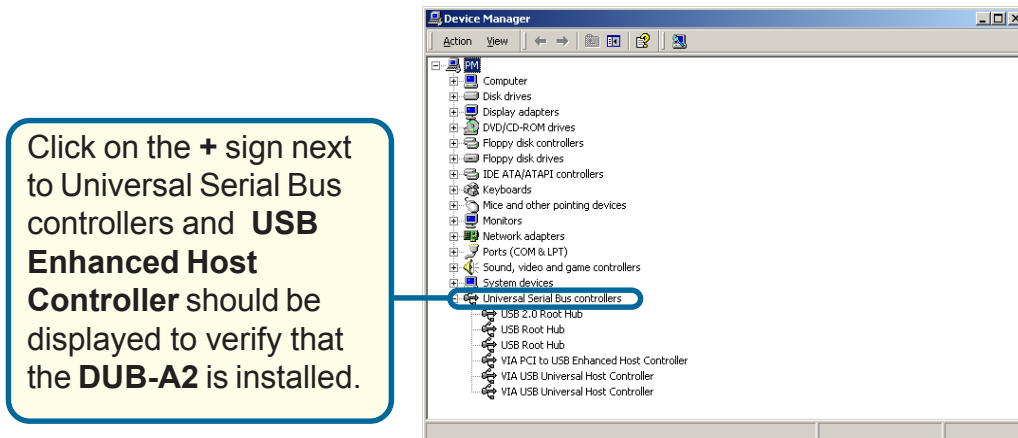 Click on the + sign next
to Universal Serial Bus
controllers and USB
Enhanced Host
Controller should be
displayed to verify that
the DUB-A2 is installed.
Device Manager
Action View
PM
Computer
Disk drives
Display adapters
DVD/CD-ROM drives
Floppy disk controllers
Floppy disk drives
IDE ATA/ATAPI controllers
Keyboards
Mice and other pointing devices
Monitors
Network adapters
Ports (COM & LPT)
Sound, video and game controllers
System devices
Universal Serial Bus controllers
USB 2.0 Root Hub
USB Root Hub
USB Root Hub
VIA PCI to USB Enhanced Host Controller
VIA USB Universal Host Controller
VIA USB Universal Host Controller